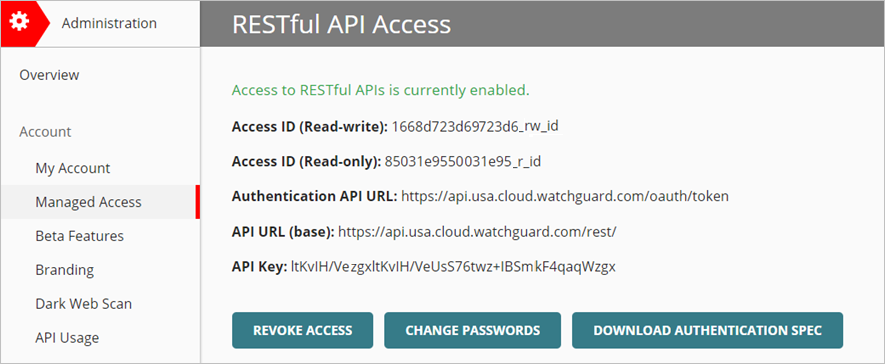 Administration
RESTful API Access
Overview
Account
My Account
Managed Access
Beta Features
Branding
Dark Web Scan
API Usage
Access to RESTful APIs is currently enabled.
Access ID (Read-write): 1668d723d69723d6_rw_id
Access ID (Read-only): 85031e9550031e95_r_id
Authentication API URL: https://api.usa.cloud.watchguard.com/oauth/token
API URL (base): https://api.usa.cloud.watchguard.com/rest/
API Key: ltKvIH/VezgxltKvIH/VeUsS76twz+IBSmkF4qaqWzgx
REVOKE ACCESS
CHANGE PASSWORDS
DOWNLOAD AUTHENTICATION SPEC